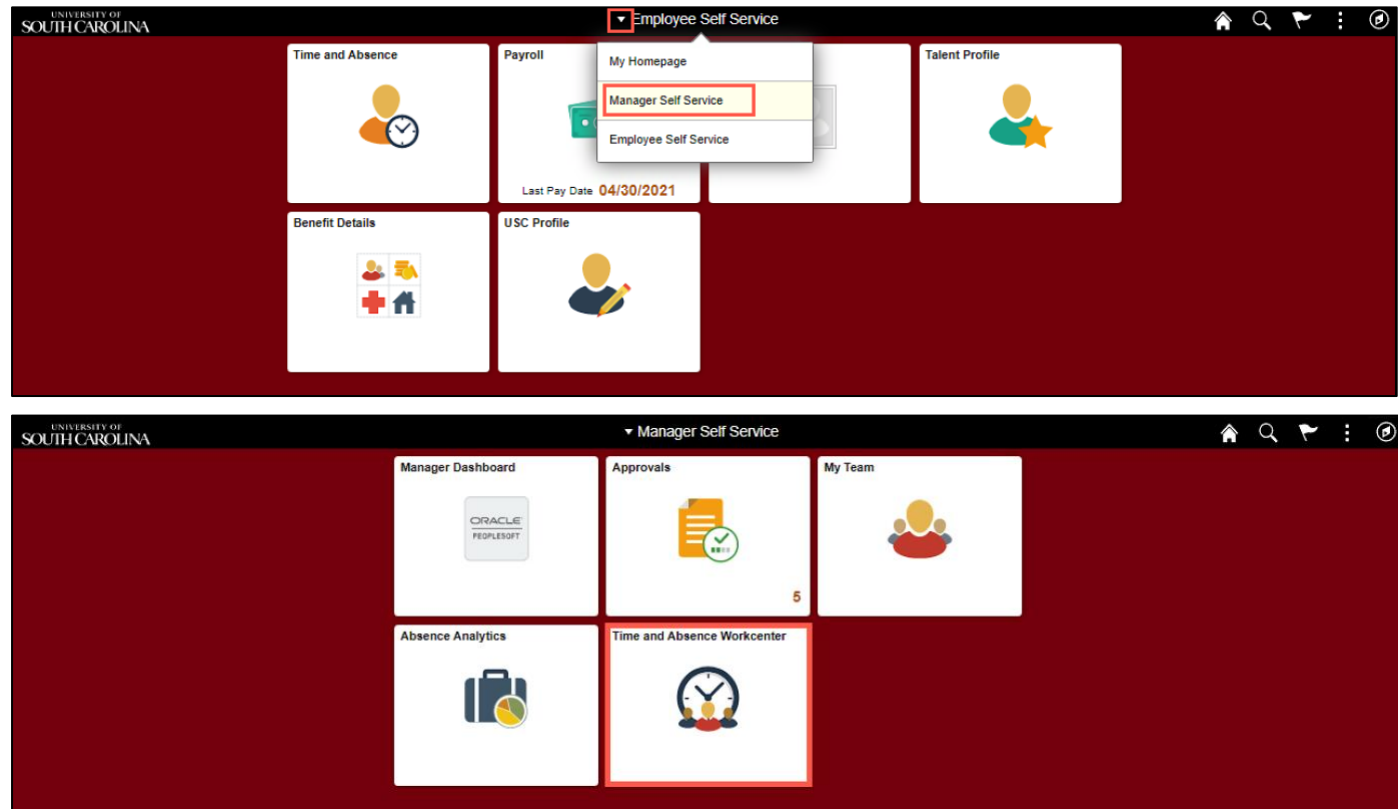 UNIVERSITY OF
SOUTH CAROLINA
Employee Self Service
Time and Absence
Payroll
My Homepage
Manager Self Service
Employee Self Service
Talent Profile
Last Pay Date 04/30/2021
Benefit Details
USC Profile
UNIVERSITY OF
SOUTH CAROLINA
Manager Self Service
Manager Dashboard
Approvals
My Team
ORACLE'
PEOPLESOFT
5
Absence Analytics
Time and Absence Workcenter